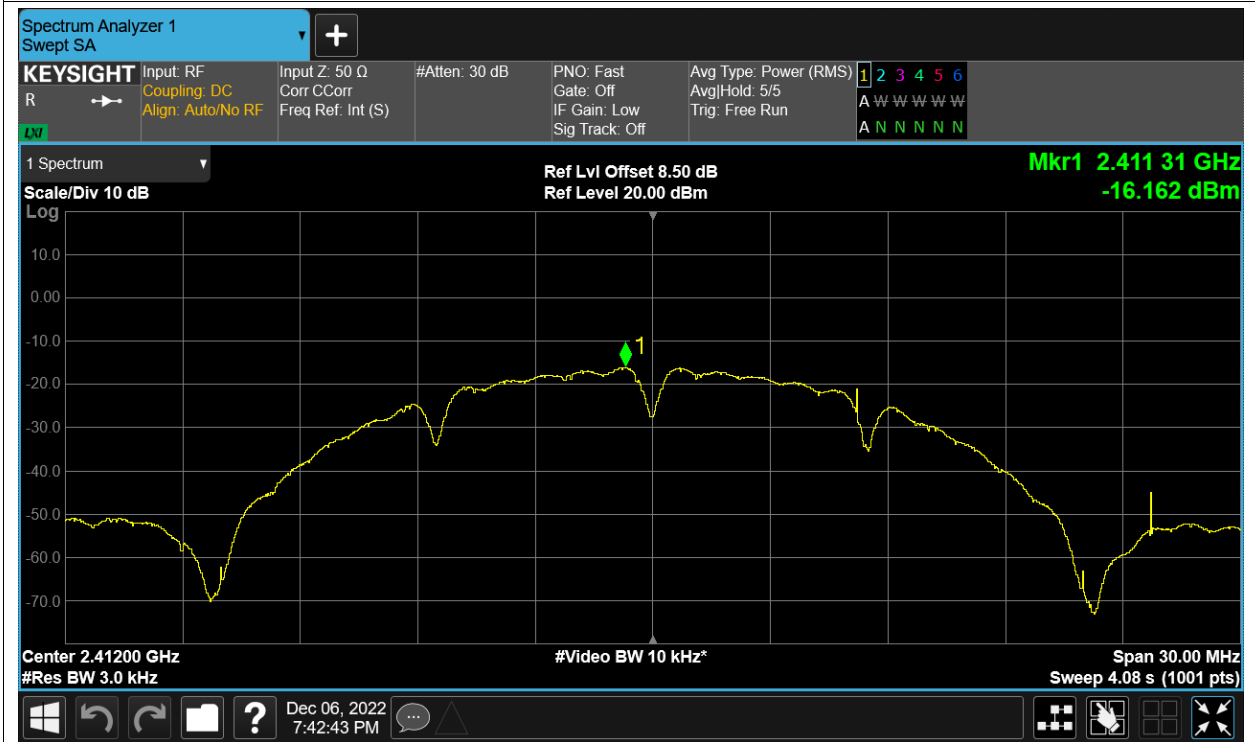 Spectrum Analyzer 1
Swept SA
+
KEYSIGHT
R
LXI
Input: RF
Coupling: DC
Align: Auto/No RF
Input Z: 50 Ω
Corr CCorr
Freq Ref: Int (S)
#Atten: 30 dB
PNO: Fast
Gate: Off
IF Gain: Low
Sig Track: Off
Avg Type: Power (RMS)
Avg|Hold: 5/5
Trig: Free Run
1 2 3 4 5 6
A W W W W W
A N N N N N
1 Spectrum
Scale/Div 10 dB
Log
Ref Lvl Offset 8.50 dB
Ref Level 20.00 dBm
Mkr1 2.411 31 GHz
-16.162 dBm
10.0
0.00
-10.0
-20.0
-30.0
-40.0
-50.0
-60.0
-70.0
1
Center 2.41200 GHz
#Res BW 3.0 kHz
#Video BW 10 kHz*
Span 30.00 MHz
Sweep 4.08 s (1001 pts)
?
Dec 06, 2022
7:42:43 PM